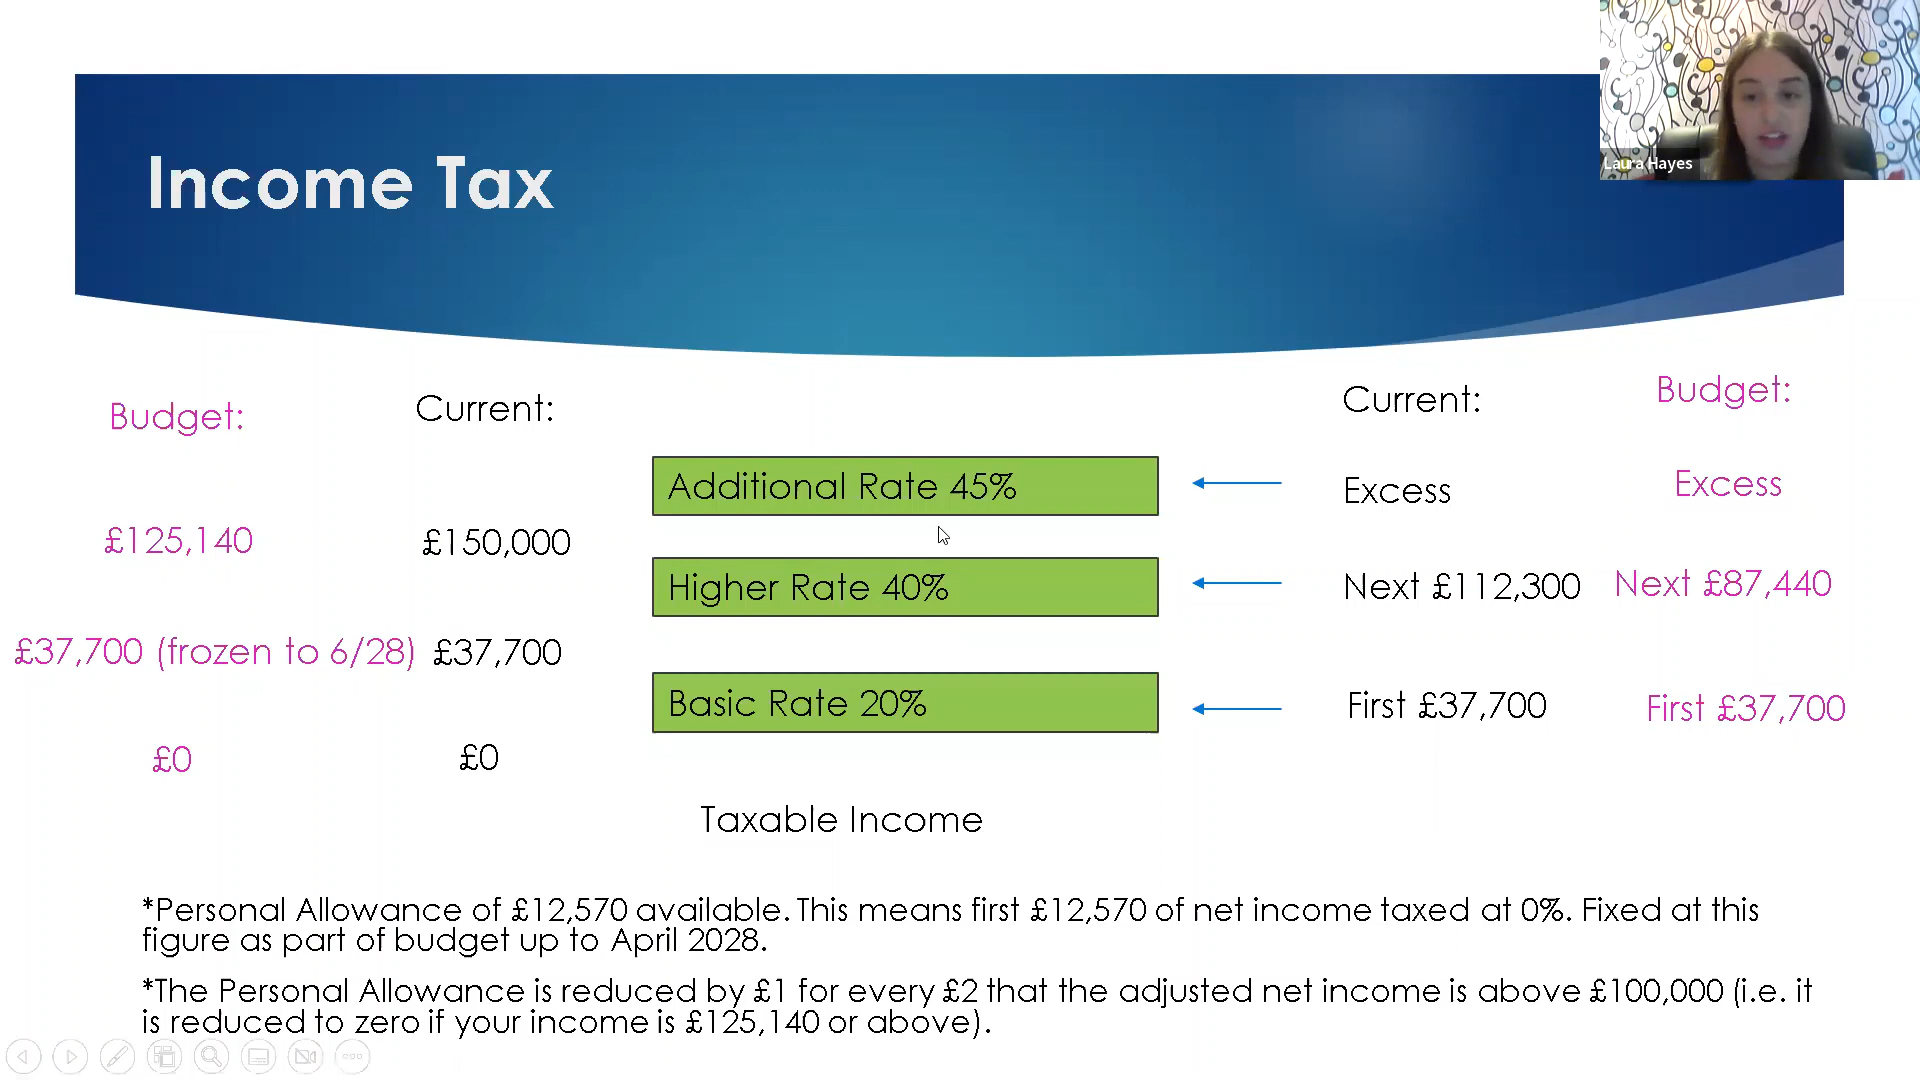 Laura Hayes
Income Tax
Budget:
Current:
Current:
Budget:
Additional Rate 45%
Excess
Excess
£125,140
£150,000
Higher Rate 40%
Next £112,300
Next £87,440
£37,700 (frozen to 6/28)
£37,700
Basic Rate 20%
First £37,700
First £37,700
£0
£0
Taxable Income
*Personal Allowance of £12,570 available. This means first £12,570 of net income taxed at 0%. Fixed at this
figure as part of budget up to April 2028.
*The Personal Allowance is reduced by £1 for every £2 that the adjusted net income is above £100,000 (i.e. it
is reduced to zero if your income is £125,140 or above).